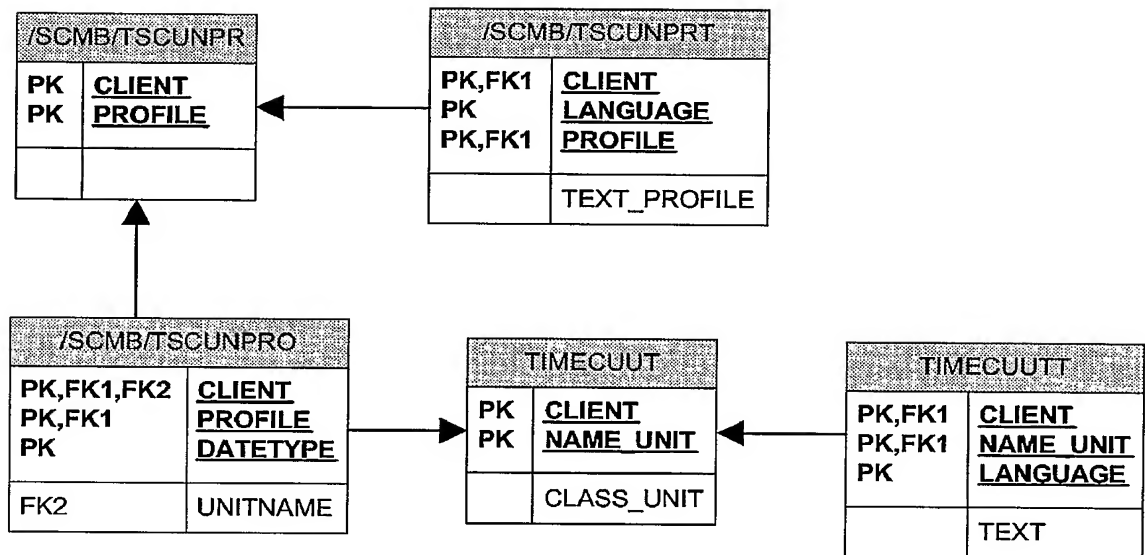 /SCMB/TSCUNPR
PK CLIENT
PK PROFILE
/SCMB/TSCUNPRT
PK,FK1 CLIENT
PK LANGUAGE
PK,FK1 PROFILE
TEXT_PROFILE
/SCMB/TSCUNPRO
PK,FK1,FK2 CLIENT
PK,FK1 PROFILE
PK DATETYPE
FK2 UNITNAME
TIMECUUT
PK CLIENT
PK NAME_UNIT
CLASS_UNIT
TIMECUUTT
PK,FK1 CLIENT
PK,FK1 NAME_UNIT
PK LANGUAGE
TEXT